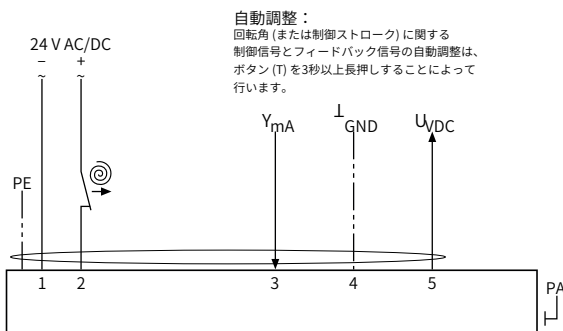 自動調整：
回転角 (または制御ストローク) に関する
制御信号とフィードバック信号の自動調整は、
ボタン (T) を3秒以上長押しすることによって
行います。
24 V AC/DC
− +
~ ~
YmA
⊥GND
UVDC
PE
1 2 3 4 5
PA